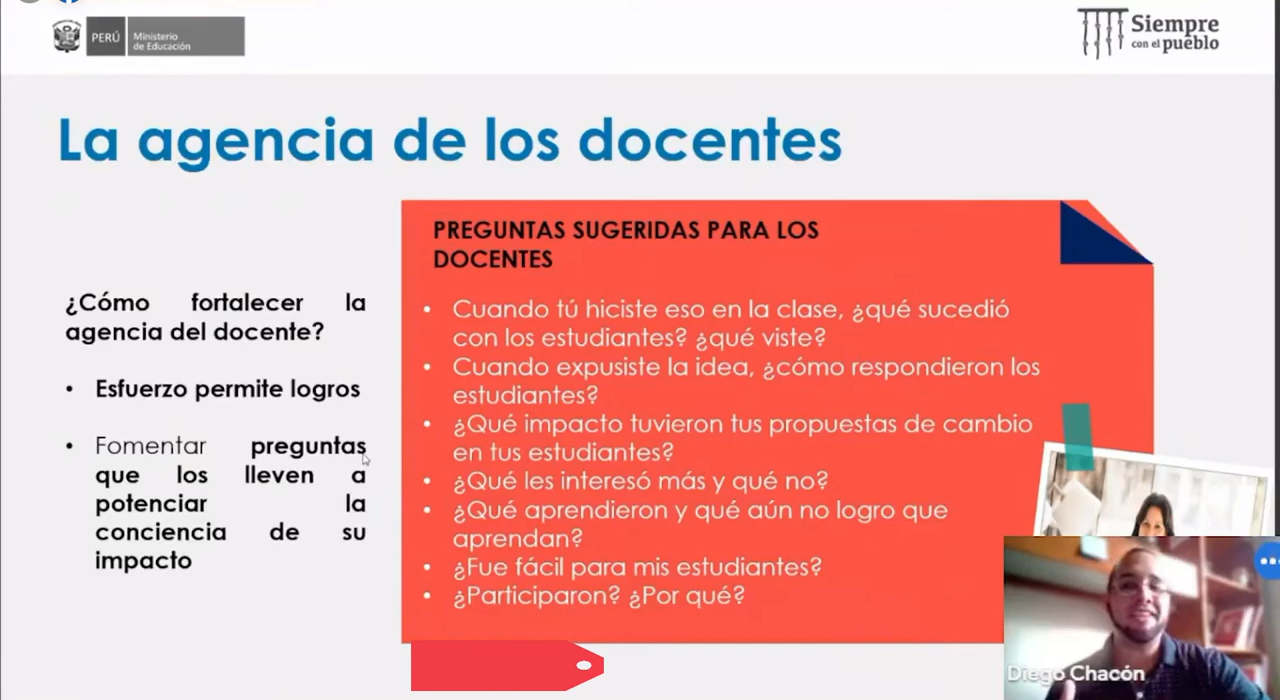 PERÚ
Ministerio
de Educación
Siempre
con el pueblo
La agencia de los docentes
¿Cómo fortalecer la
agencia del docente?
• Esfuerzo permite logros
• Fomentar preguntas
que los lleven a
potenciar la
conciencia de su
impacto
PREGUNTAS SUGERIDAS PARA LOS
DOCENTES
• Cuando tú hiciste eso en la clase, ¿qué sucedió
con los estudiantes? ¿qué viste?
• Cuando expusiste la idea, ¿cómo respondieron los
estudiantes?
• ¿Qué impacto tuvieron tus propuestas de cambio
en tus estudiantes?
• ¿Qué les interesó más y qué no?
• ¿Qué aprendieron y qué aún no logro que
aprendan?
• ¿Fue fácil para mis estudiantes?
• ¿Participaron? ¿Por qué?
Diego Chacón